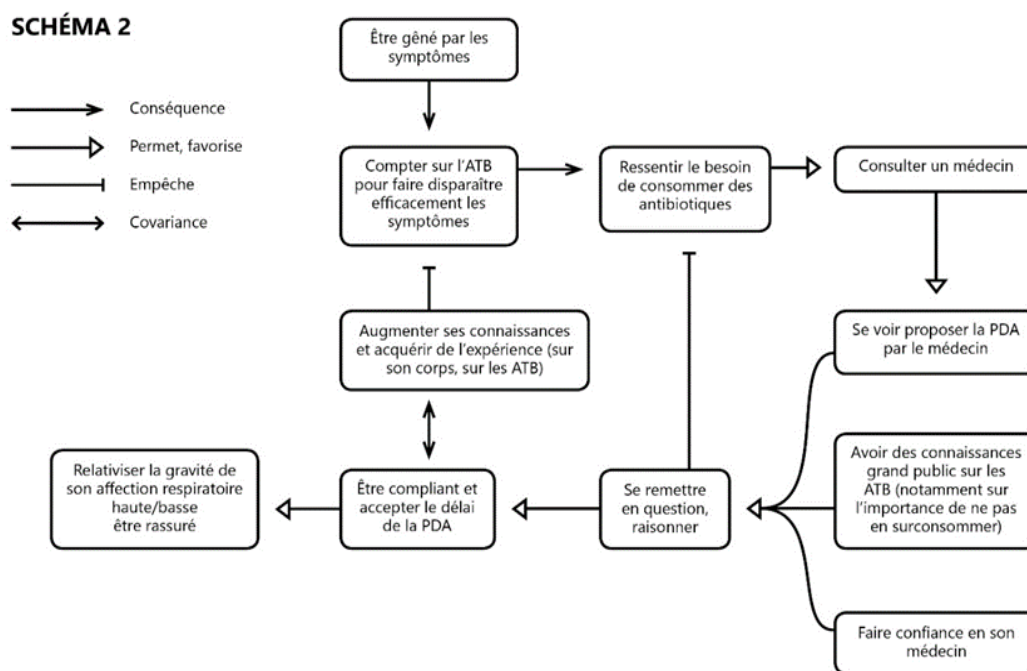 SCHÉMA 2
Conséquence
Permet, favorise
Empêche
Covariance
Être gêné par les
symptômes
Compter sur l'ATB
pour faire disparaître
efficacement les
symptômes
Ressentir le besoin
de consommer des
antibiotiques
Consulter un médecin
Augmenter ses connaissances
et acquérir de l'expérience (sur
son corps, sur les ATB)
Se voir proposer la PDA
par le médecin
Relativiser la gravité de
son affection respiratoire
haute/basse
être rassuré
Être compliant et
accepter le délai
de la PDA
Se remettre
en question,
raisonner
Avoir des connaissances
grand public sur les
ATB (notamment sur
l'importance de ne pas
en surconsommer)
Faire confiance en son
médecin